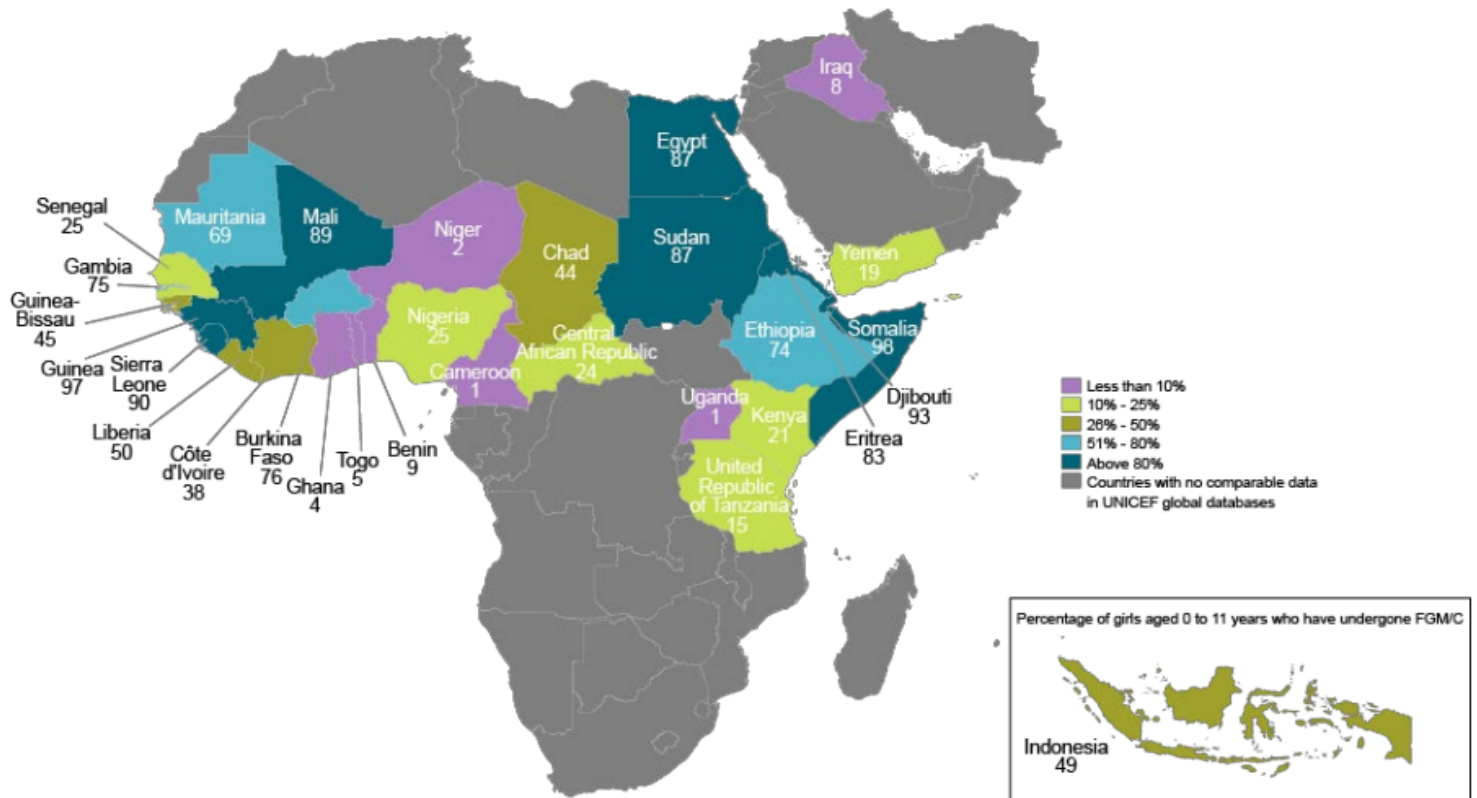 Iraq
8
Egypt
87
Senegal
25
Mauritania
69
Mali
89
Niger
2
Chad
44
Sudan
87
Yemen
19
Gambia
75
Guinea-
Bissau
45
Nigeria
25
Central
African Republic
24
Ethiopia
74
Somalia
98
Guinea
97
Sierra
Leone
90
Cameroon
1
Uganda
1
Kenya
21
Djibouti
93
Eritrea
83
Liberia
50
Côte
d'Ivoire
38
Burkina
Faso
76
Ghana
4
Togo
5
Benin
9
United
Republic
of Tanzania
15
Less than 10%
10% - 25%
26% - 50%
51% - 80%
Above 80%
Countries with no comparable data
in UNICEF global databases
Percentage of girls aged 0 to 11 years who have undergone FGM/C
Indonesia
49